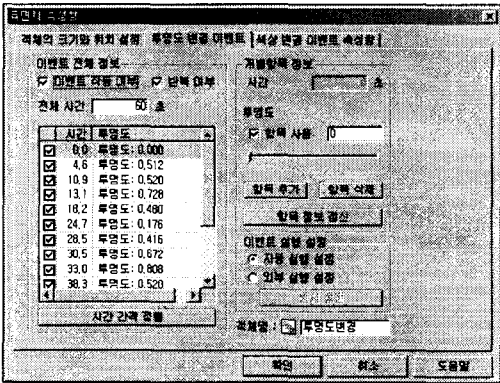 도면의 속성창
객체의 크기와 위치 설정 투명도 변경 이벤트 색상 변경 이벤트 속성창
이벤트 전체 정보
이벤트 작동 여부 반복 여부
전체 시간 60 초
시간 투명도
0.0 투명도: 0.000
4.6 투명도: 0.512
10.9 투명도: 0.520
13.1 투명도: 0.728
18.2 투명도: 0.480
24.7 투명도: 0.176
28.5 투명도: 0.416
30.5 투명도: 0.672
33.0 투명도: 0.808
38.3 투명도: 0.520
시간 간격 정렬
개별항목 정보
시간 초
투명도
항목 사용 0
항목 추가 항목 삭제
항목 정보 갱신
이벤트 실행 설정
자동 실행 설정
외부 실행 설정
객체명 : 투명도변경
확인 취소 도움말